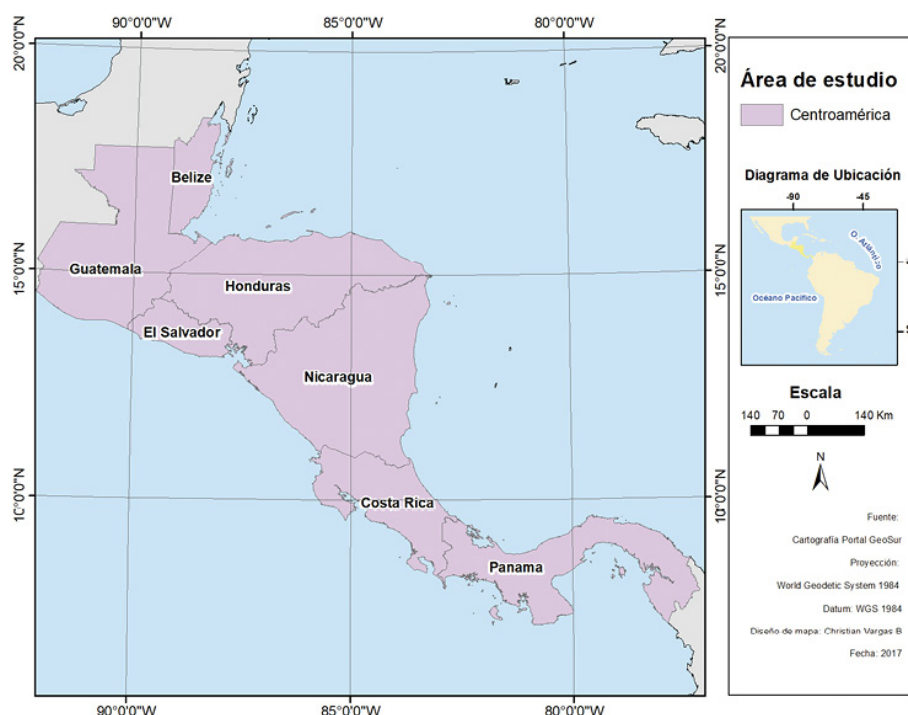 90°0'0"W 85°0'0"W 80°0'0"W
20°0'0"N 20°0'0"N
Belize
Guatemala
15°0'0"N 15°0'0"N
Honduras
El Salvador
Nicaragua
10°0'0"N 10°0'0"N
Costa Rica
Panama
90°0'0"W 85°0'0"W 80°0'0"W
Área de estudio
Centroamérica
Diagrama de Ubicación
-90 -45
O. Atlántico
Océano Pacífico
Escala
140 70 0 140 Km
N
Fuente:
Cartografía Portal GeoSur
Proyección:
World Geodetic System 1984
Datum: WGS 1984
Diseño de mapa: Christian Vargas B
Fecha: 2017